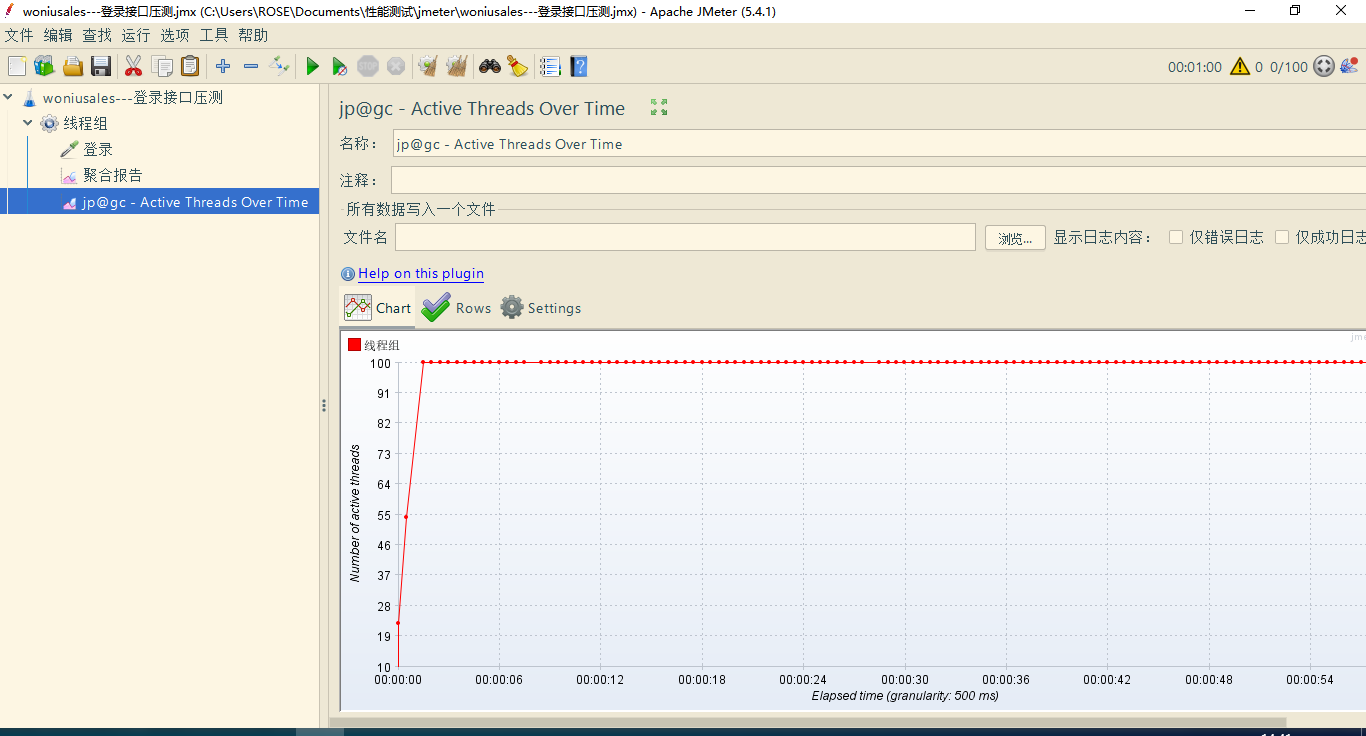 woniusales---登录接口压测.jmx (C:\Users\ROSE\Documents\性能测试\jmeter\woniusales---登录接口压测.jmx) - Apache JMeter (5.4.1)
文件 编辑 查找 运行 选项 工具 帮助
00:01:00 0 0/100
woniusales---登录接口压测
线程组
登录
聚合报告
jp@gc - Active Threads Over Time
jp@gc - Active Threads Over Time
名称： jp@gc - Active Threads Over Time
注释：
所有数据写入一个文件
文件名 浏览... 显示日志内容： 仅错误日志 仅成功日志
Help on this plugin
Chart Rows Settings
线程组
jme
100
91
82
73
64
55
46
37
28
19
10
Number of active threads
00:00:00 00:00:06 00:00:12 00:00:18 00:00:24 00:00:30 00:00:36 00:00:42 00:00:48 00:00:54
Elapsed time (granularity: 500 ms)